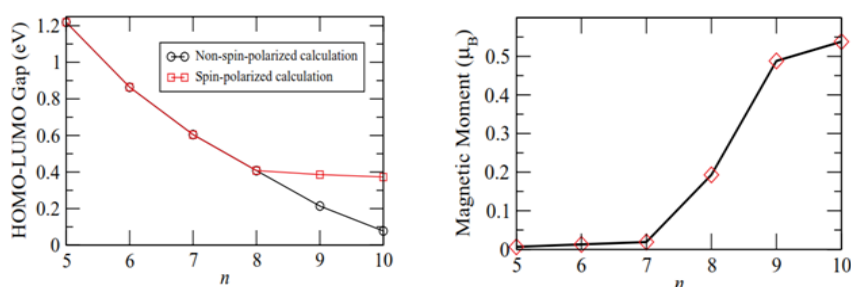 HOMO-LUMO Gap (eV)
1.2
1
0.8
0.6
0.4
0.2
0
Non-spin-polarized calculation
Spin-polarized calculation
5 6 7 8 9 10
n
Magnetic Moment (μB)
0.5
0.4
0.3
0.2
0.1
0
5 6 7 8 9 10
n